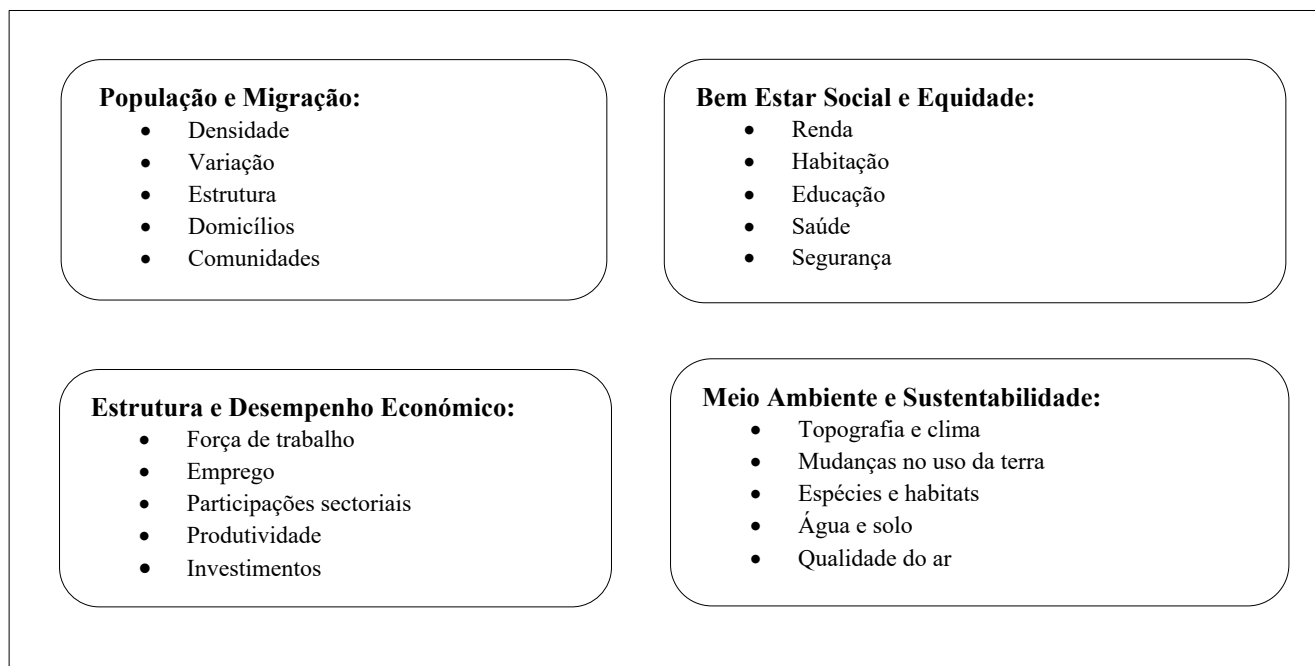 População e Migração:
• Densidade
• Variação
• Estrutura
• Domicílios
• Comunidades
Bem Estar Social e Equidade:
• Renda
• Habitação
• Educação
• Saúde
• Segurança
Estrutura e Desempenho Económico:
• Força de trabalho
• Emprego
• Participações sectoriais
• Produtividade
• Investimentos
Meio Ambiente e Sustentabilidade:
• Topografia e clima
• Mudanças no uso da terra
• Espécies e habitats
• Água e solo
• Qualidade do ar